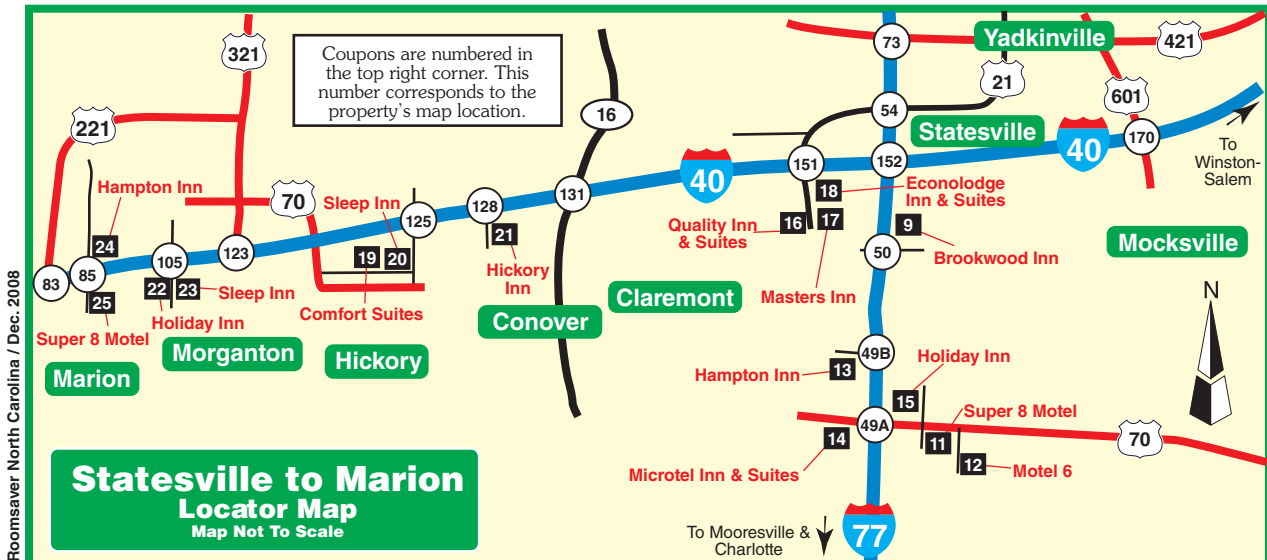 Coupons are numbered in
the top right corner. This
number corresponds to the
property's map location.
321
221
70
16
73
Yadkinville
421
21
601
54
Statesville
40
170
To
Winston-
Salem
40
151
152
18
Econolodge
Inn & Suites
Quality Inn
& Suites
16
17
9
Brookwood Inn
50
Mocksville
Masters Inn
Claremont
Hampton Inn
24
83
85
25
Super 8 Motel
Marion
105
22
23
Sleep Inn
Holiday Inn
Morganton
123
Sleep Inn
125
19
20
Comfort Suites
Hickory
128
21
Hickory
Inn
131
Conover
N
49B
Hampton Inn
13
Holiday Inn
15
49A
14
Microtel Inn & Suites
Super 8 Motel
11
12
Motel 6
70
77
To Mooresville &
Charlotte
Statesville to Marion
Locator Map
Map Not To Scale
Roomsaver North Carolina / Dec. 2008